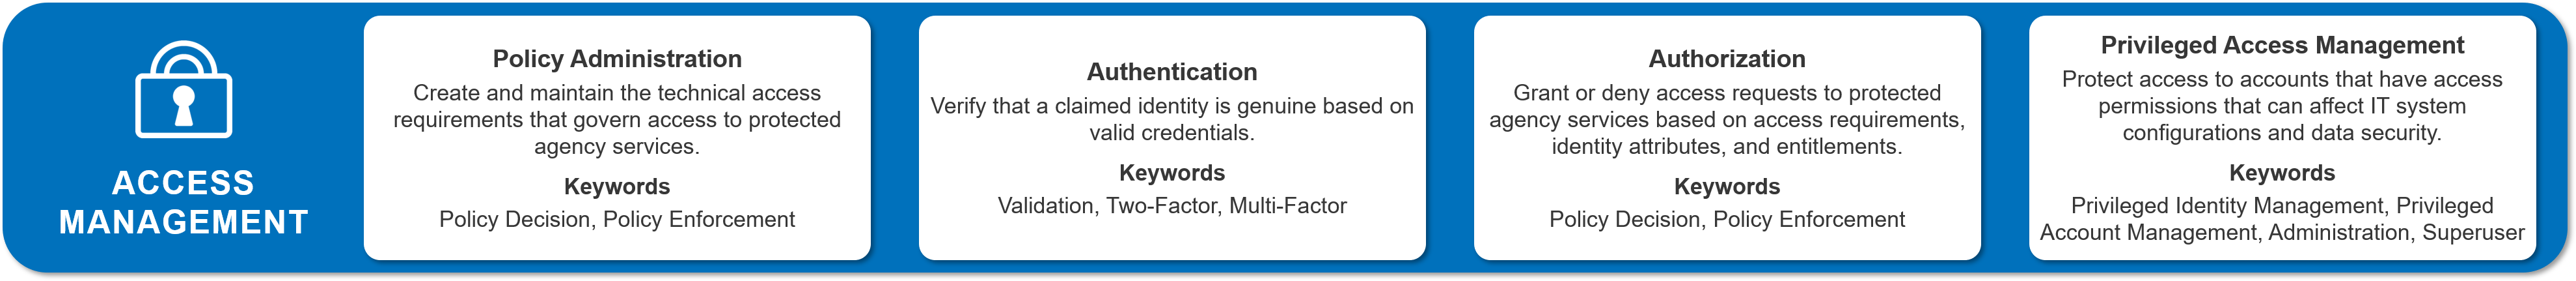 ACCESS
MANAGEMENT
Policy Administration
Create and maintain the technical access
requirements that govern access to protected
agency services.
Keywords
Policy Decision, Policy Enforcement
Authentication
Verify that a claimed identity is genuine based on
valid credentials.
Keywords
Validation, Two-Factor, Multi-Factor
Authorization
Grant or deny access requests to protected
agency services based on access requirements,
identity attributes, and entitlements.
Keywords
Policy Decision, Policy Enforcement
Privileged Access Management
Protect access to accounts that have access
permissions that can affect IT system
configurations and data security.
Keywords
Privileged Identity Management, Privileged
Account Management, Administration, Superuser